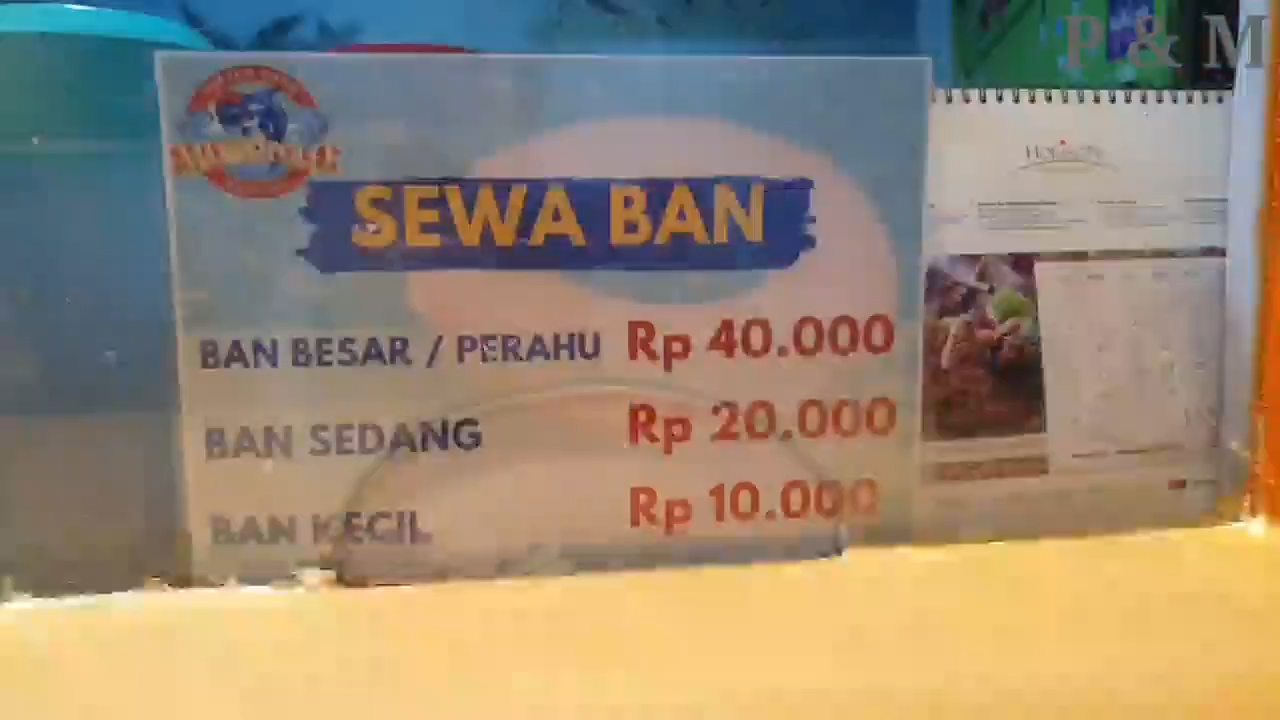 P & M
SEWA BAN
BAN BESAR / PERAHU Rp 40.000
BAN SEDANG Rp 20.000
BAN KECIL Rp 10.000